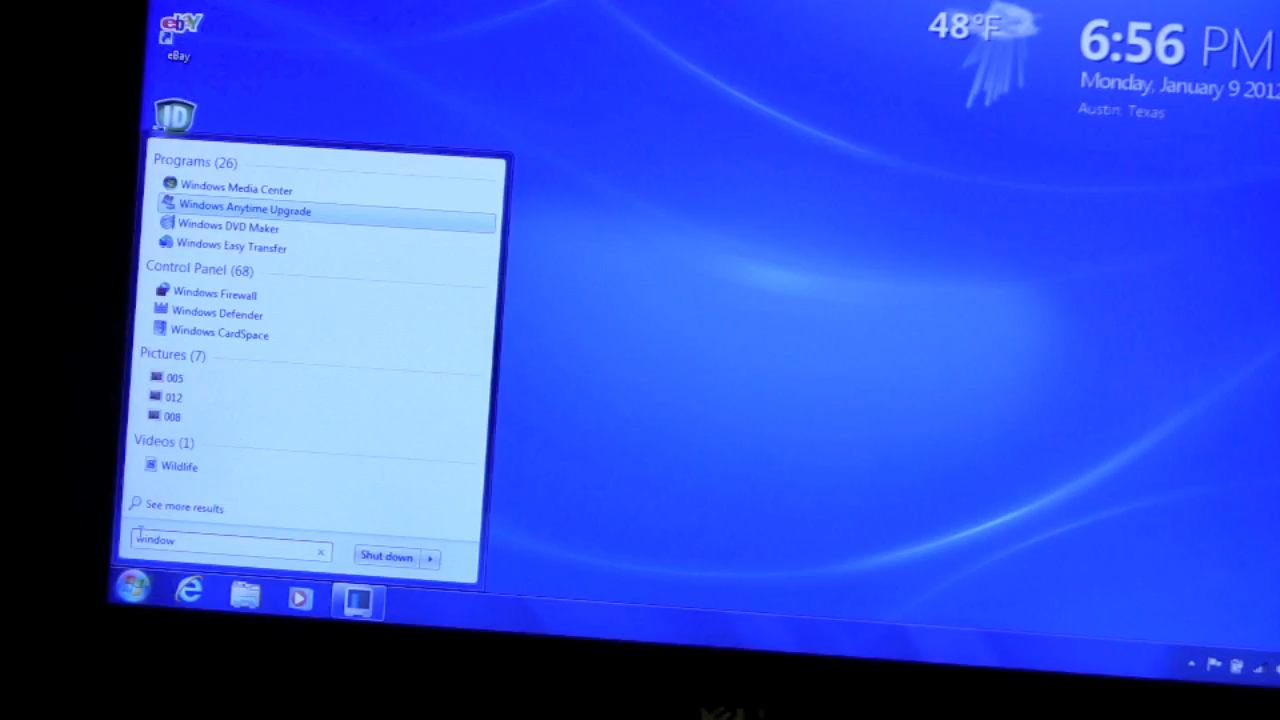 ebY
eBay
48°F
6:56 PM
Monday, January 9 2012
Austin, Texas
ID
Programs (26)
Windows Media Center
Windows Anytime Upgrade
Windows DVD Maker
Windows Easy Transfer
Control Panel (68)
Windows Firewall
Windows Defender
Windows CardSpace
Pictures (7)
005
012
008
Videos (1)
Wildlife
See more results
window
Shut down